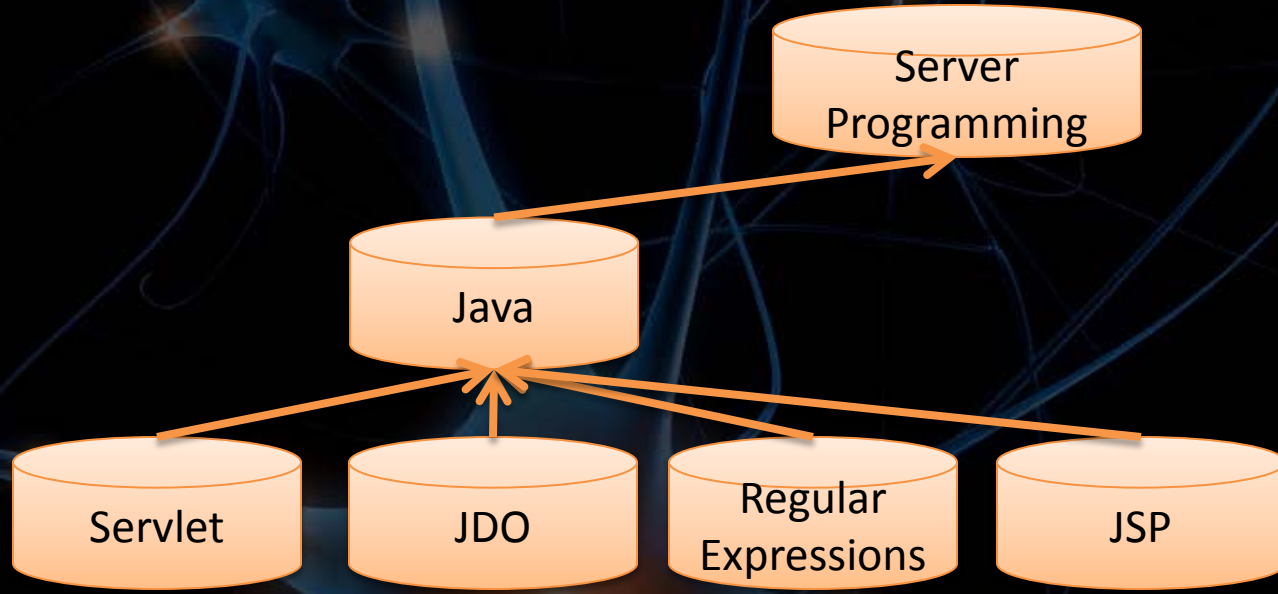 Server
Programming
Java
Servlet
JDO
Regular
Expressions
JSP